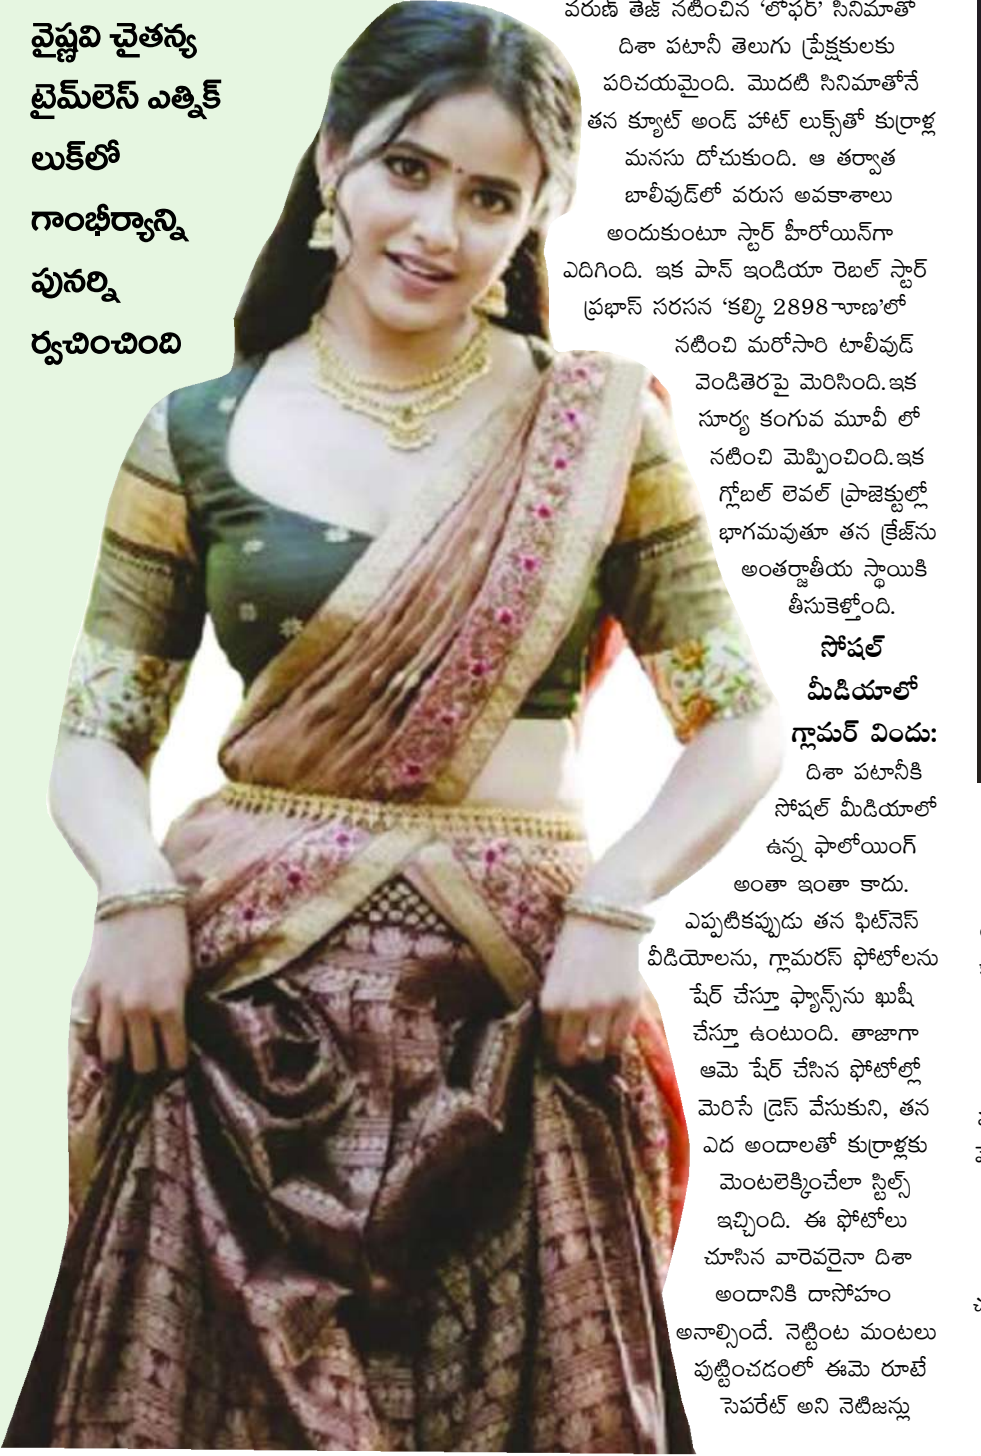 వైష్ణవి చైతన్య
టైమ్‌లెస్ ఎత్నిక్
లుక్‌లో
గాంభీర్యాన్ని
పునర్ని
ర్వచించింది
వరుణ్ తేజ్ నటించిన ‘లోఫర్’ సినిమాతో
దిశా పటానీ తెలుగు ప్రేక్షకులకు
పరిచయమైంది. మొదటి సినిమాతోనే
తన క్యూట్ అండ్ హాట్ లుక్స్‌తో కుర్రాళ్ల
మనసు దోచుకుంది. ఆ తర్వాత
బాలీవుడ్‌లో వరుస అవకాశాలు
అందుకుంటూ స్టార్ హీరోయిన్‌గా
ఎదిగింది. ఇక పాన్ ఇండియా రెబల్ స్టార్
ప్రభాస్ సరసన ‘కల్కి 2898 లో
నటించి మరోసారి టాలీవుడ్
వెండితెరపై మెరిసింది.ఇక
సూర్య కంగువ మూవీ లో
నటించి మెప్పించింది.ఇక
గ్లోబల్ లెవల్ ప్రాజెక్టుల్లో
భాగమవుతూ తన క్రేజ్‌ను
అంతర్జాతీయ స్థాయికి
తీసుకెళ్తోంది.
సోషల్
మీడియాలో
గ్లామర్ విందు:
దిశా పటానీకి
సోషల్ మీడియాలో
ఉన్న ఫాలోయింగ్
అంతా ఇంతా కాదు.
ఎప్పటికప్పుడు తన ఫిట్‌నెస్
వీడియోలను, గ్లామరస్ ఫోటోలను
షేర్ చేస్తూ ఫ్యాన్స్‌ను ఖుషీ
చేస్తూ ఉంటుంది. తాజాగా
ఆమె షేర్ చేసిన ఫోటోల్లో
మెరిసే డ్రెస్ వేసుకుని, తన
ఎద అందాలతో కుర్రాళ్లకు
మెంటలెక్కించేలా స్టిల్స్
ఇచ్చింది. ఈ ఫోటోలు
చూసిన వారెవరైనా దిశా
అందానికి దాసోహం
అనాల్సిందే. నెట్టింట మంటలు
పుట్టించడంలో ఈమె రూటే
సెపరేట్ అని నెటిజన్లు